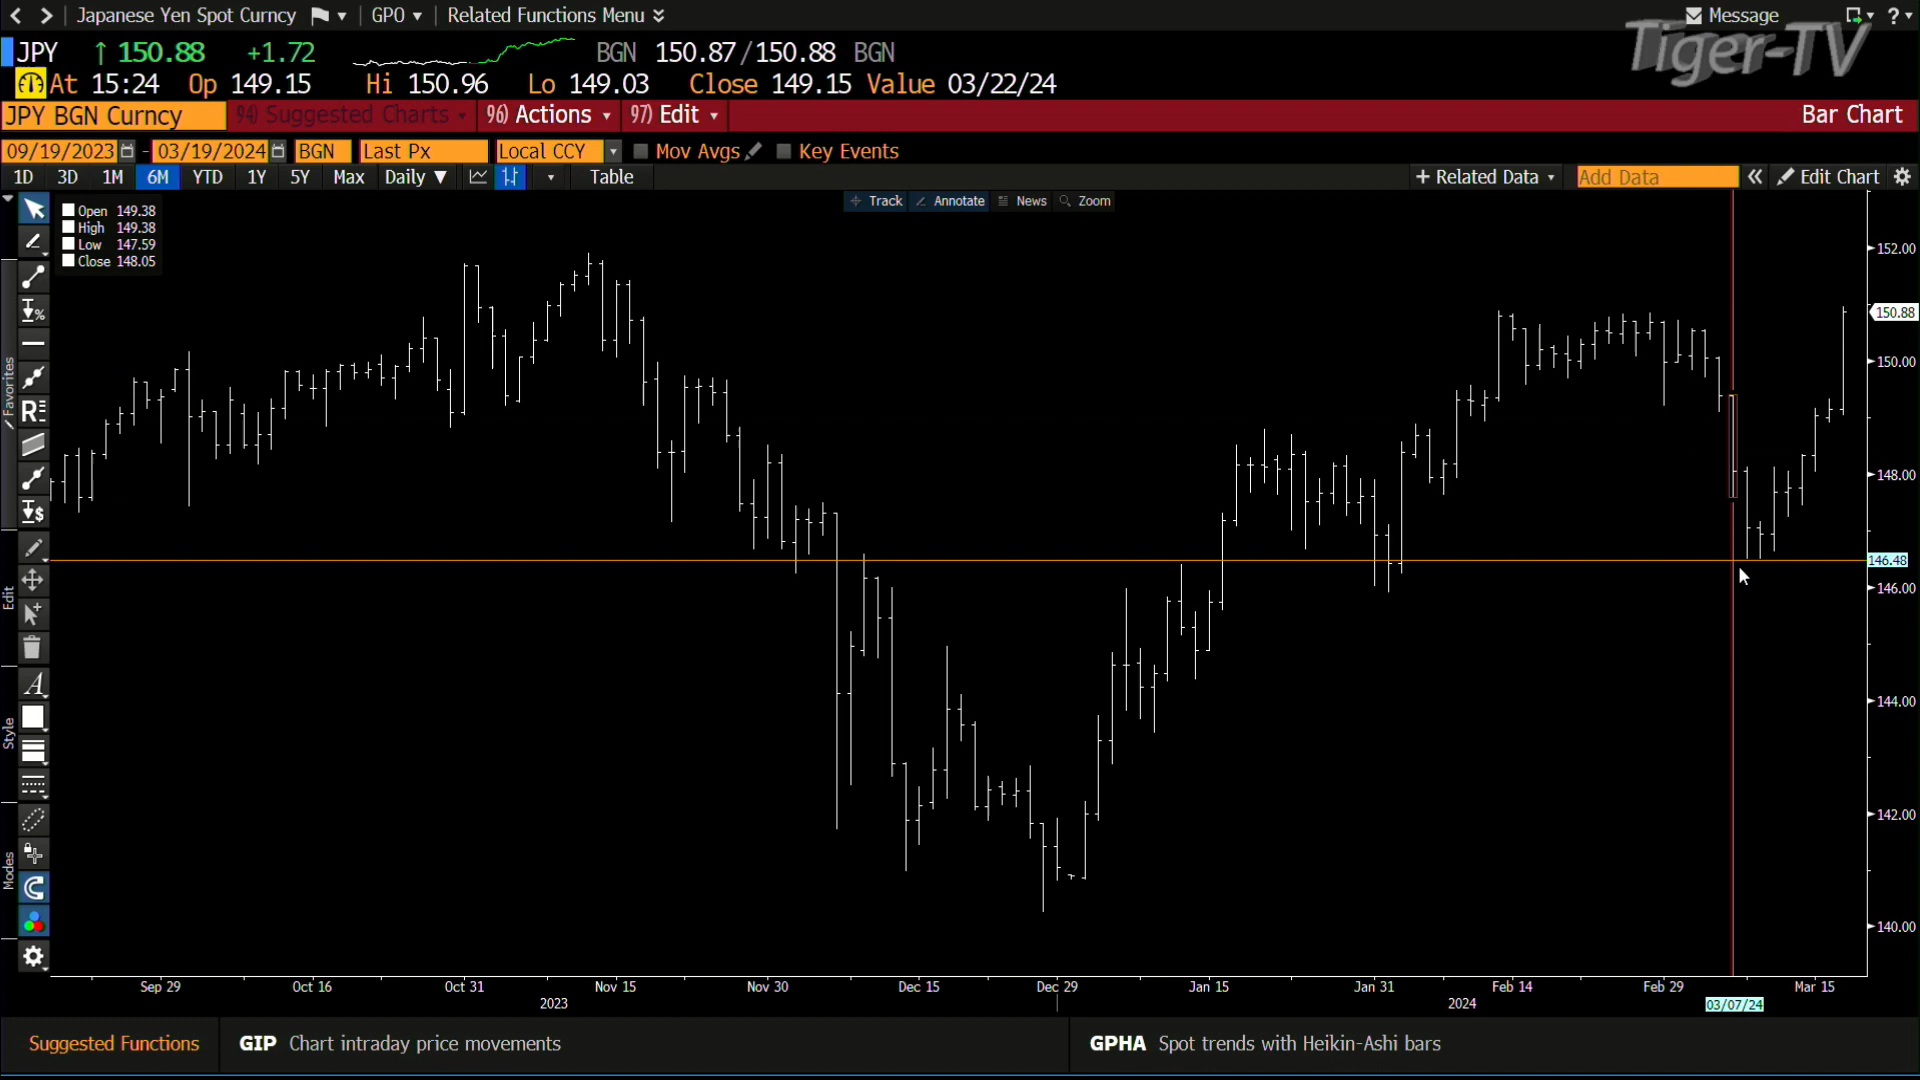 Japanese Yen Spot Curncy GPO Related Functions Menu Message ?
Tiger-TV
JPY ↑ 150.88 +1.72 BGN 150.87/150.88 BGN
At 15:24 Op 149.15 Hi 150.96 Lo 149.03 Close 149.15 Value 03/22/24
JPY BGN Curncy 94) Suggested Charts 96) Actions 97) Edit Bar Chart
09/19/2023 - 03/19/2024 BGN Last Px Local CCY Mov Avgs Key Events
1D 3D 1M 6M YTD 1Y 5Y Max Daily ▼ Table + Related Data Add Data « Edit Chart
Track Annotate News Zoom
Open 149.38
High 149.38
Low 147.59
Close 148.05
Favorites
Edit
Style
Modes
152.00
150.88
150.00
148.00
146.48
146.00
144.00
142.00
140.00
Sep 29 Oct 16 Oct 31 Nov 15 Nov 30 Dec 15 Dec 29 Jan 15 Jan 31 Feb 14 Feb 29 Mar 15
2023 2024 03/07/24
Suggested Functions GIP Chart intraday price movements GPHA Spot trends with Heikin-Ashi bars